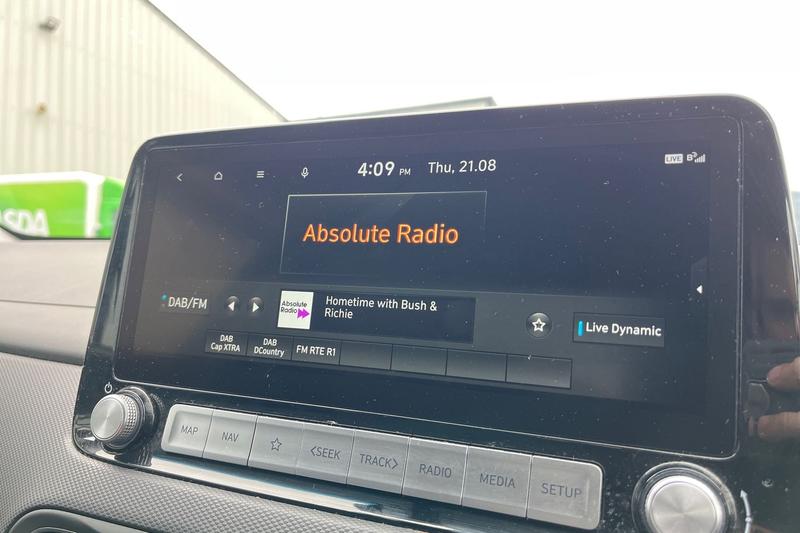 4:09 PM Thu, 21.08
LIVE
Absolute Radio
ASDA
DAB/FM
Absolute
Radio
Hometime with Bush &
Richie
Live Dynamic
DAB
Cap XTRA
DAB
DCountry
FM RTE R1
MAP
NAV
<SEEK
TRACK>
RADIO
MEDIA
SETUP